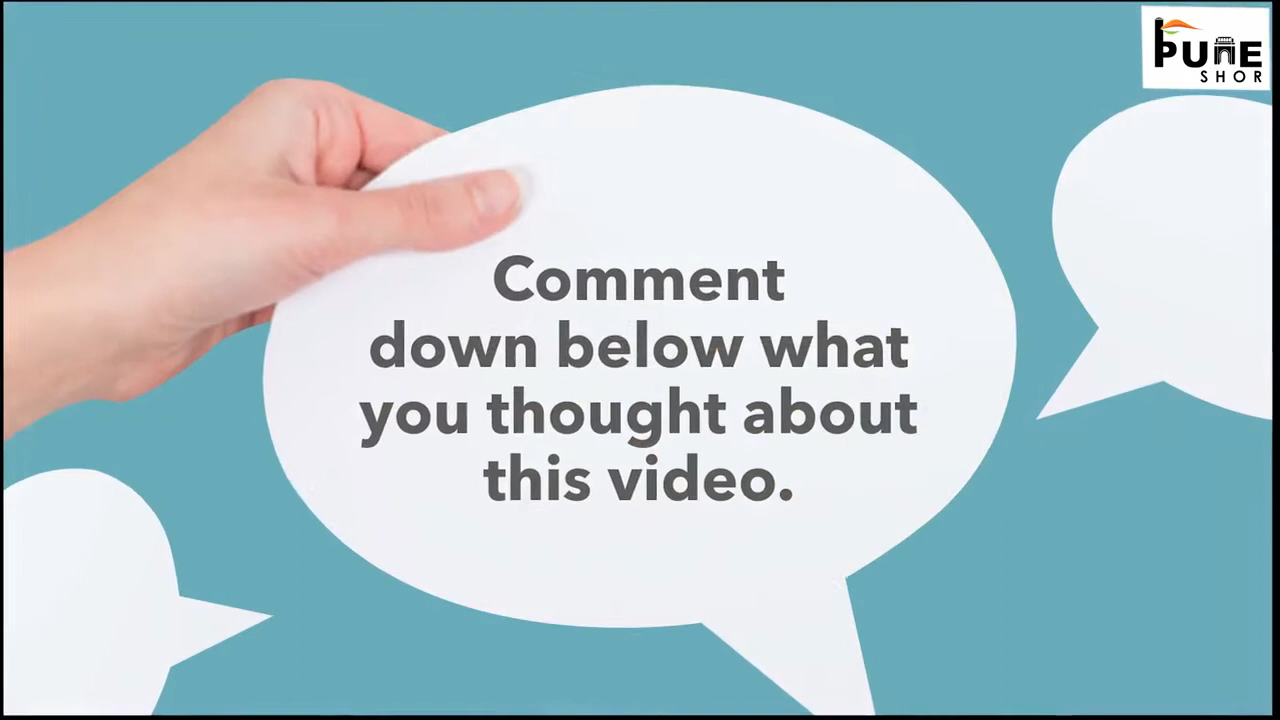 PUNE
SHOR
Comment
down below what
you thought about
this video.